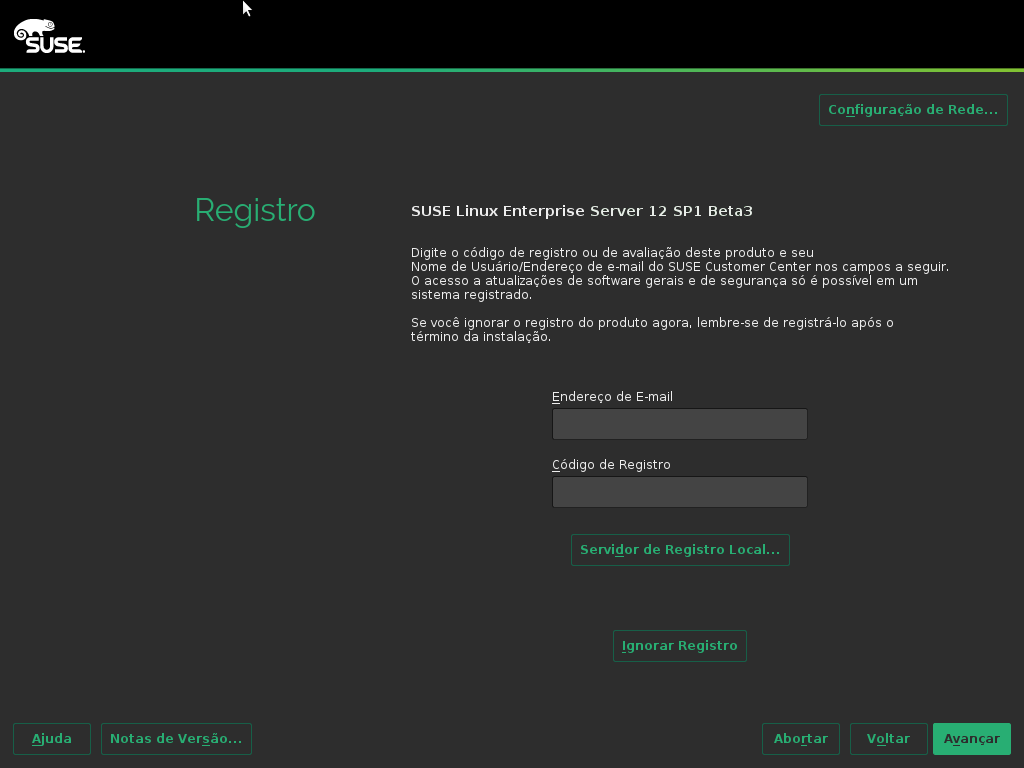 SUSE
Configuração de Rede...
Registro
SUSE Linux Enterprise Server 12 SP1 Beta3
Digite o código de registro ou de avaliação deste produto e seu
Nome de Usuário/Endereço de e-mail do SUSE Customer Center nos campos a seguir.
O acesso a atualizações de software gerais e de segurança só é possível em um
sistema registrado.
Se você ignorar o registro do produto agora, lembre-se de registrá-lo após o
término da instalação.
Endereço de E-mail
Código de Registro
Servidor de Registro Local...
Ignorar Registro
Ajuda
Notas de Versão...
Abortar
Voltar
Avançar